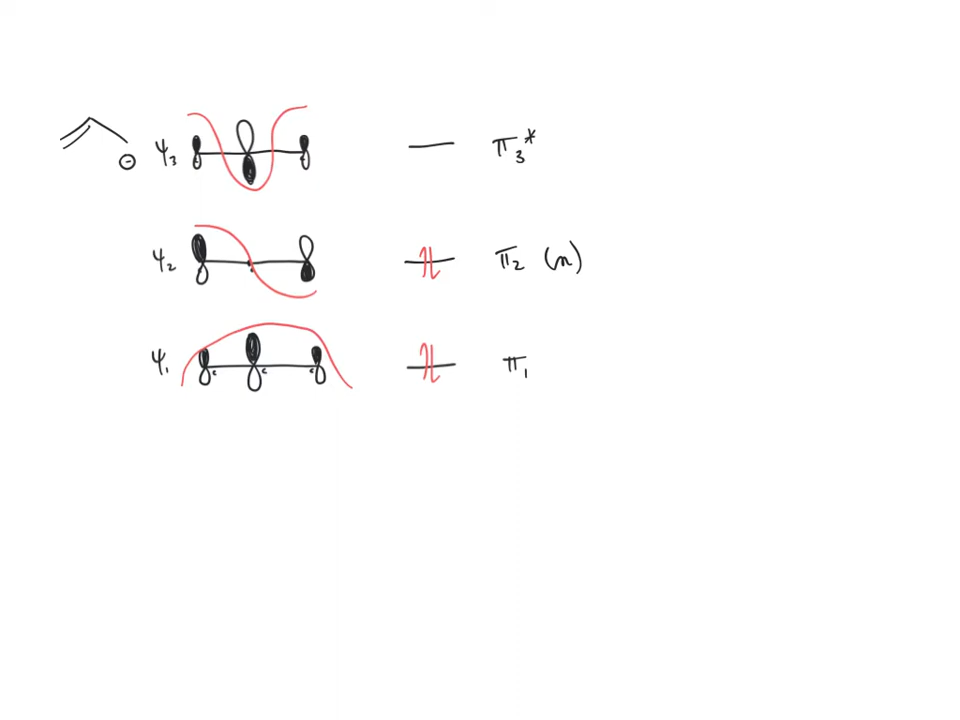 ⊖ ψ₃ π₃*
ψ₂ π₂ (n)
ψ₁ π₁